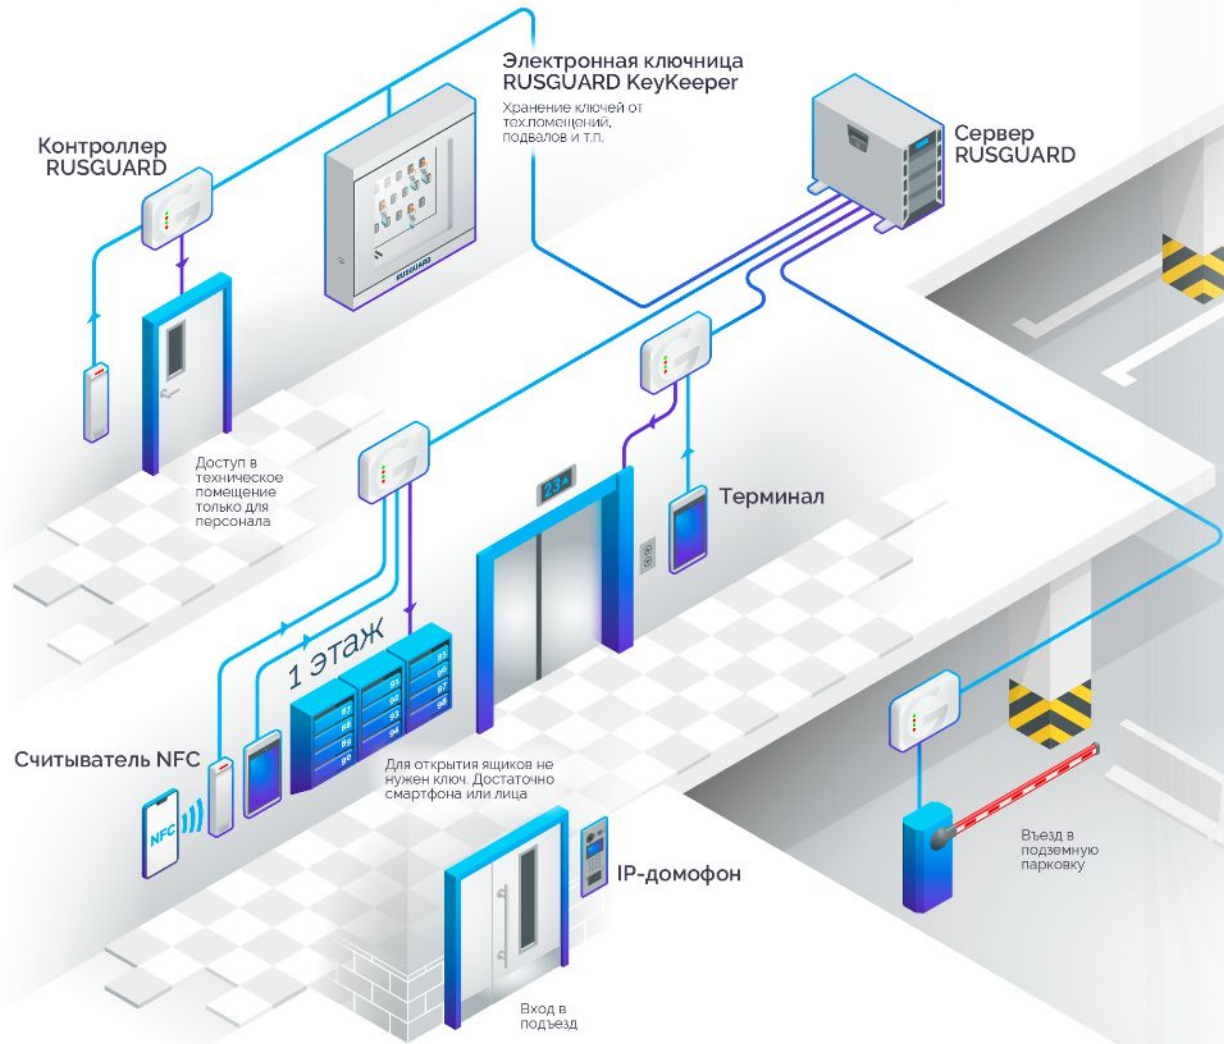 Электронная ключница
RUSGUARD KeyKeeper
Хранение ключей от
тех.помещений,
подвалов и т.п.
Контроллер
RUSGUARD
Сервер
RUSGUARD
RUSGUARD
Доступ в
техническое
помещение
только для
персонала
23
Терминал
1 этаж
87
88
89
90
91
92
93
94
95
96
97
98
Считыватель NFC
NFC
Для открытия ящиков не
нужен ключ. Достаточно
смартфона или лица
IP-домофон
Въезд в
подземную
парковку
Вход в
подъезд